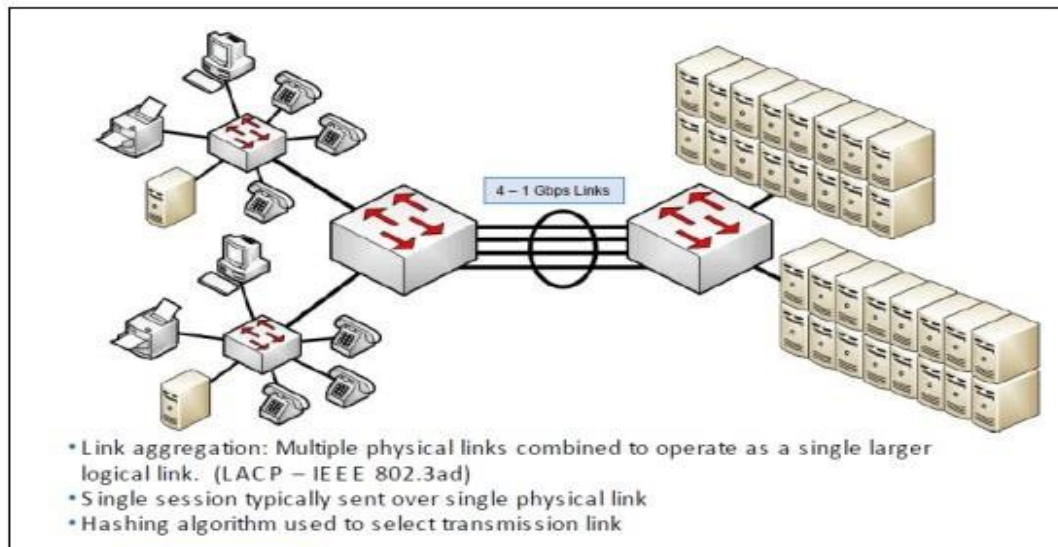 4 – 1 Gbps Links
• Link aggregation: Multiple physical links combined to operate as a single larger
logical link. (LACP – IEEE 802.3ad)
• Single session typically sent over single physical link
• Hashing algorithm used to select transmission link